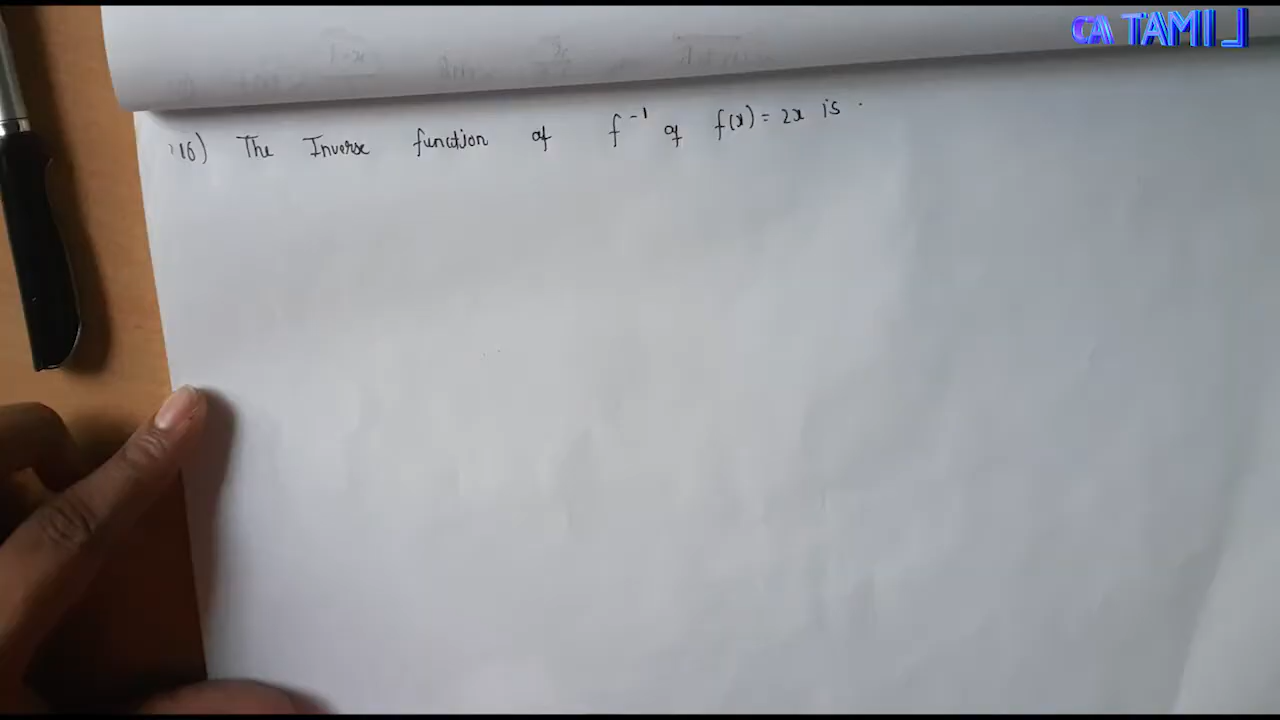 CA TAMIL
16) The Inverse function of f⁻¹ of f(x) = 2x is .